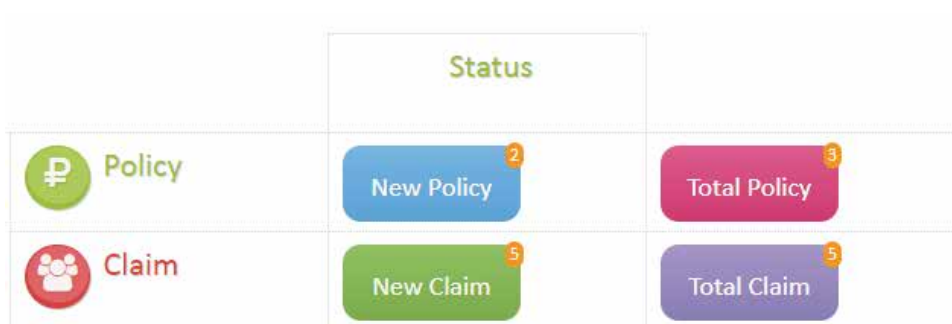 Status
Policy
2
New Policy
3
Total Policy
Claim
5
New Claim
5
Total Claim